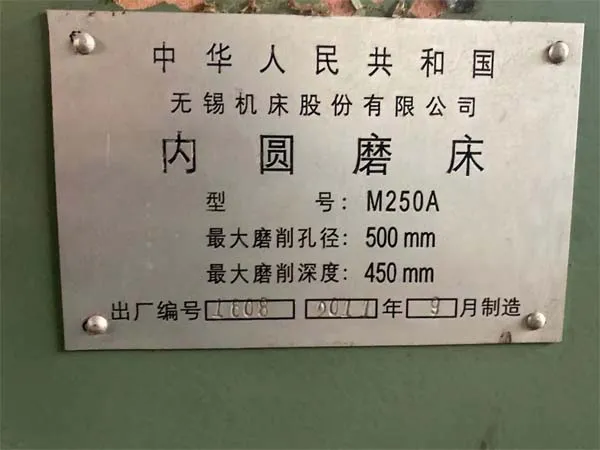 中华人民共和国
无锡机床股份有限公司
内圆磨床
型 号: M250A
最大磨削孔径: 500 mm
最大磨削深度: 450 mm
出厂编号 1608 2011 年 9 月制造